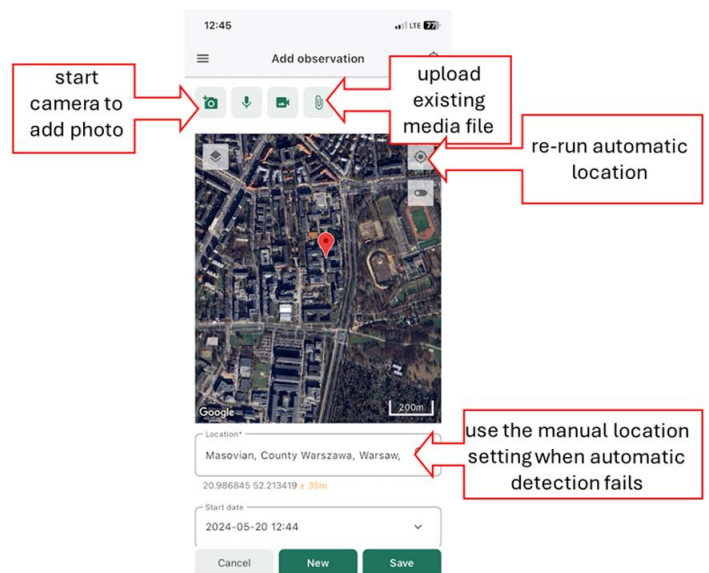 12:45
LTE 77
Add observation
start
camera to
add photo
upload
existing
media file
re-run automatic
location
Google
200m
Location*
Masovian, County Warszawa, Warsaw,
use the manual location
setting when automatic
detection fails
20.986845 52.213419 ± 35m
Start date
2024-05-20 12:44
Cancel
New
Save